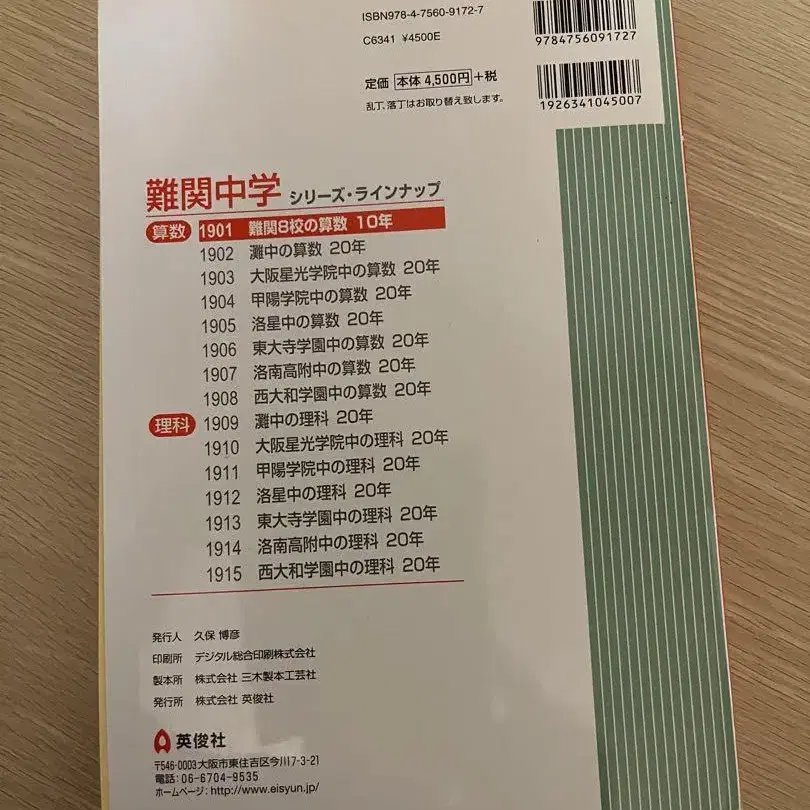 ISBN978-4-7560-9172-7
C6341 ¥4500E
9784756091727
定価 本体 4,500円 +税
乱丁、落丁はお取り替え致します。
1926341045007
難関中学 シリーズ・ラインナップ
算数 1901 難関8校の算数 10年
1902 灘中の算数 20年
1903 大阪星光学院中の算数 20年
1904 甲陽学院中の算数 20年
1905 洛星中の算数 20年
1906 東大寺学園中の算数 20年
1907 洛南高附中の算数 20年
1908 西大和学園中の算数 20年
理科 1909 灘中の理科 20年
1910 大阪星光学院中の理科 20年
1911 甲陽学院中の理科 20年
1912 洛星中の理科 20年
1913 東大寺学園中の理科 20年
1914 洛南高附中の理科 20年
1915 西大和学園中の理科 20年
発行人 久保 博彦
印刷所 デジタル総合印刷株式会社
製本所 株式会社 三木製本工芸社
発行所 株式会社 英俊社
英俊社
〒546-0003大阪市東住吉区今川7-3-21
電話：06-6704-9535
ホームページ：http://www.eisyun.jp/